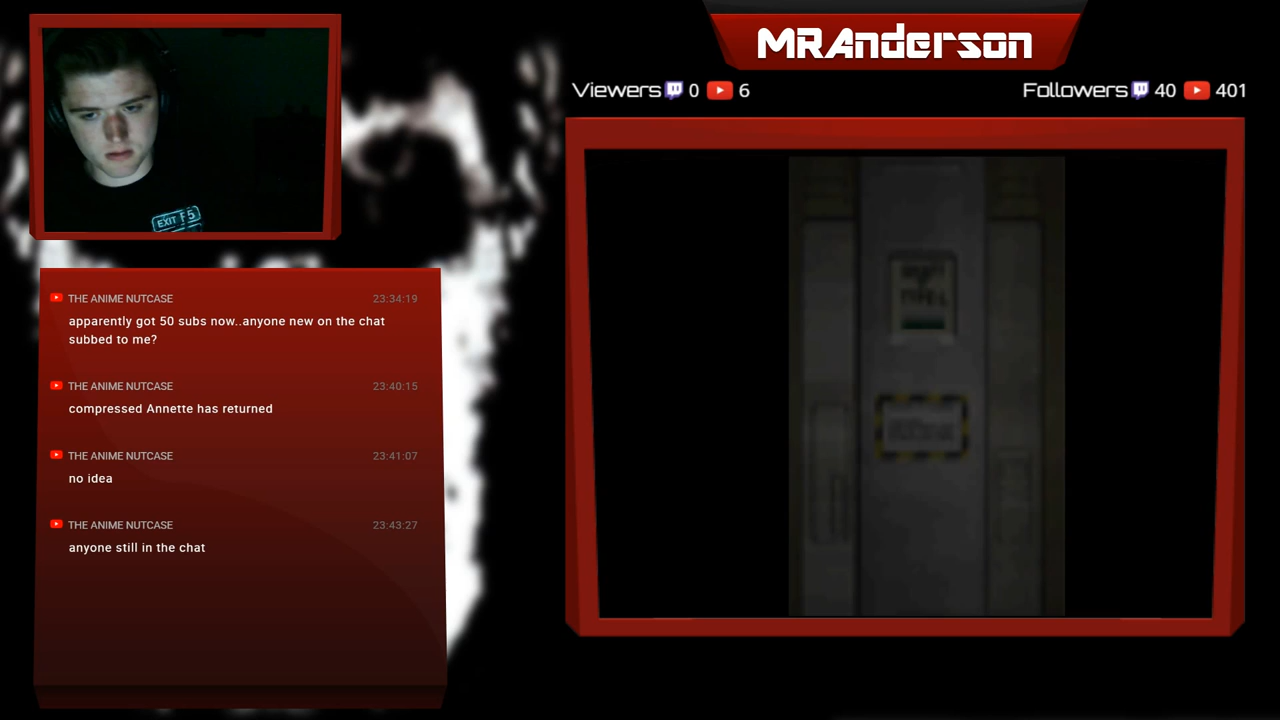 MRAnderson
Viewers 0 6
Followers 40 401
EXIT
THE ANIME NUTCASE 23:34:19
apparently got 50 subs now..anyone new on the chat
subbed to me?
THE ANIME NUTCASE 23:40:15
compressed Annette has returned
THE ANIME NUTCASE 23:41:07
no idea
THE ANIME NUTCASE 23:43:27
anyone still in the chat